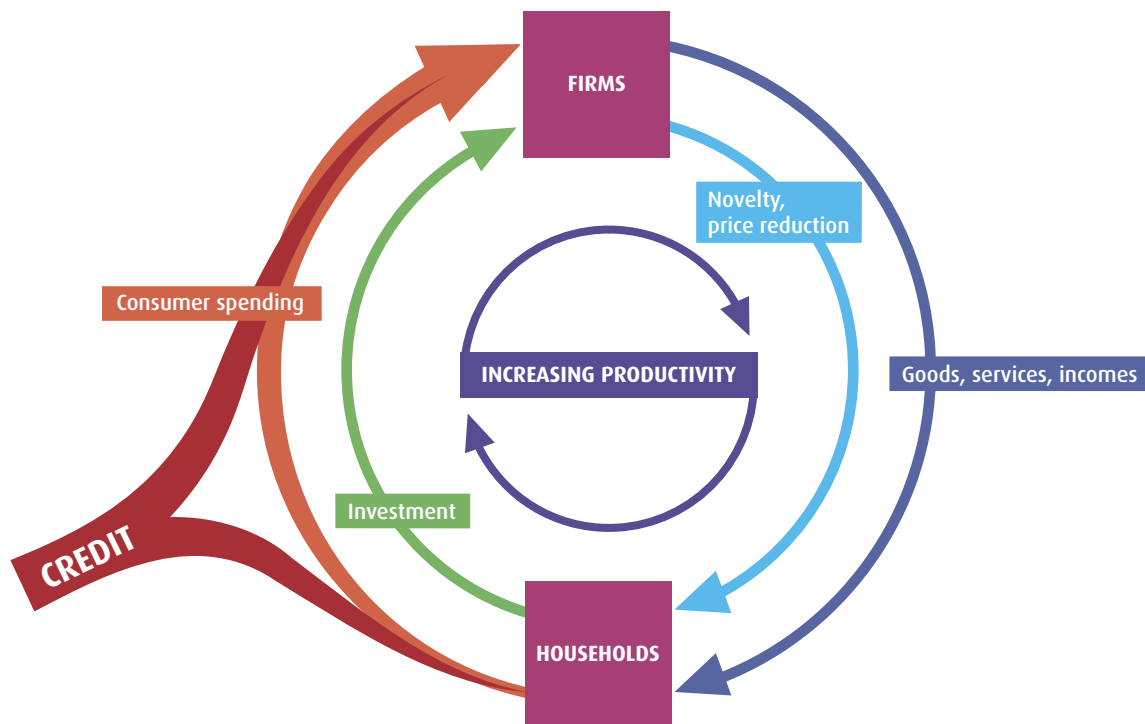 FIRMS
Novelty,
price reduction
Consumer spending
INCREASING PRODUCTIVITY
Goods, services, incomes
Investment
CREDIT
HOUSEHOLDS